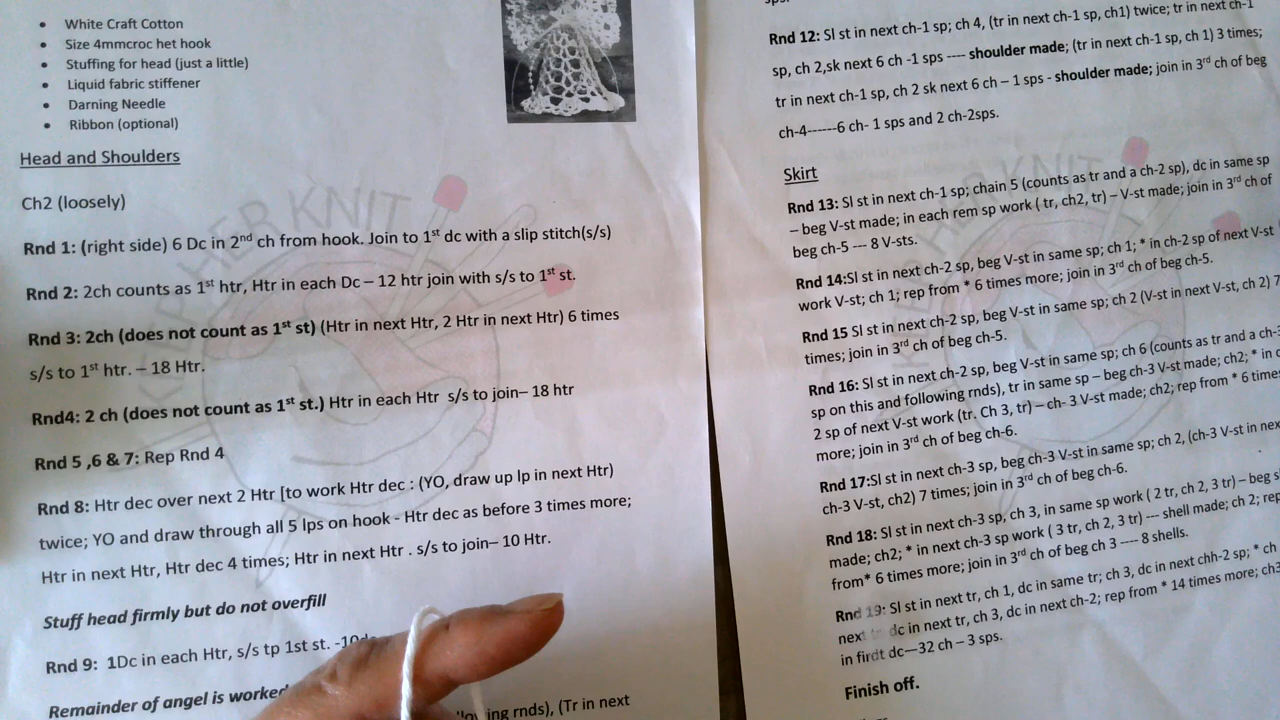 White Craft Cotton
Size 4mmcroc het hook
Stuffing for head (just a little)
Liquid fabric stiffener
Darning Needle
Ribbon (optional)
Head and Shoulders
Ch2 (loosely)
Rnd 1: (right side) 6 Dc in 2nd ch from hook. Join to 1st dc with a slip stitch(s/s)
Rnd 2: 2ch counts as 1st htr, Htr in each Dc – 12 htr join with s/s to 1st st.
Rnd 3: 2ch (does not count as 1st st) (Htr in next Htr, 2 Htr in next Htr) 6 times
s/s to 1st htr. – 18 Htr.
Rnd4: 2 ch (does not count as 1st st.) Htr in each Htr s/s to join– 18 htr
Rnd 5 ,6 & 7: Rep Rnd 4
Rnd 8: Htr dec over next 2 Htr [to work Htr dec : (YO, draw up lp in next Htr)
twice; YO and draw through all 5 lps on hook - Htr dec as before 3 times more;
Htr in next Htr, Htr dec 4 times; Htr in next Htr . s/s to join– 10 Htr.
Stuff head firmly but do not overfill
Rnd 9: 1Dc in each Htr, s/s tp 1st st. -10dc
Remainder of angel is worked
rnds), (Tr in next
sps.
Rnd 12: Sl st in next ch-1 sp; ch 4, (tr in next ch-1 sp, ch1) twice; tr in next ch-1
sp, ch 2,sk next 6 ch -1 sps ---- shoulder made; (tr in next ch-1 sp, ch 1) 3 times;
tr in next ch-1 sp, ch 2 sk next 6 ch – 1 sps - shoulder made; join in 3rd ch of beg
ch-4------6 ch- 1 sps and 2 ch-2sps.
Skirt
Rnd 13: Sl st in next ch-1 sp; chain 5 (counts as tr and a ch-2 sp), dc in same sp
– beg V-st made; in each rem sp work ( tr, ch2, tr) – V-st made; join in 3rd ch of
beg ch-5 --- 8 V-sts.
Rnd 14:Sl st in next ch-2 sp, beg V-st in same sp; ch 1; * in ch-2 sp of next V-st
work V-st; ch 1; rep from * 6 times more; join in 3rd ch of beg ch-5.
Rnd 15 Sl st in next ch-2 sp, beg V-st in same sp; ch 2 (V-st in next V-st, ch 2) 7
times; join in 3rd ch of beg ch-5.
Rnd 16: Sl st in next ch-2 sp, beg V-st in same sp; ch 6 (counts as tr and a ch-3
sp on this and following rnds), tr in same sp – beg ch-3 V-st made; ch2; * in
2 sp of next V-st work (tr. Ch 3, tr) – ch- 3 V-st made; ch2; rep from * 6 times
more; join in 3rd ch of beg ch-6.
Rnd 17:Sl st in next ch-3 sp, beg ch-3 V-st in same sp; ch 2, (ch-3 V-st in next
ch-3 V-st, ch2) 7 times; join in 3rd ch of beg ch-6.
Rnd 18: Sl st in next ch-3 sp, ch 3, in same sp work ( 2 tr, ch 2, 3 tr) – beg
made; ch2; * in next ch-3 sp work ( 3 tr, ch 2, 3 tr) --- shell made; ch 2; rep
from* 6 times more; join in 3rd ch of beg ch 3 ---- 8 shells.
Rnd 19: Sl st in next tr, ch 1, dc in same tr; ch 3, dc in next chh-2 sp; * ch
next tr dc in next tr, ch 3, dc in next ch-2; rep from * 14 times more; ch3
in firdt dc—32 ch – 3 sps.
Finish off.
HER KNIT
HER KNIT